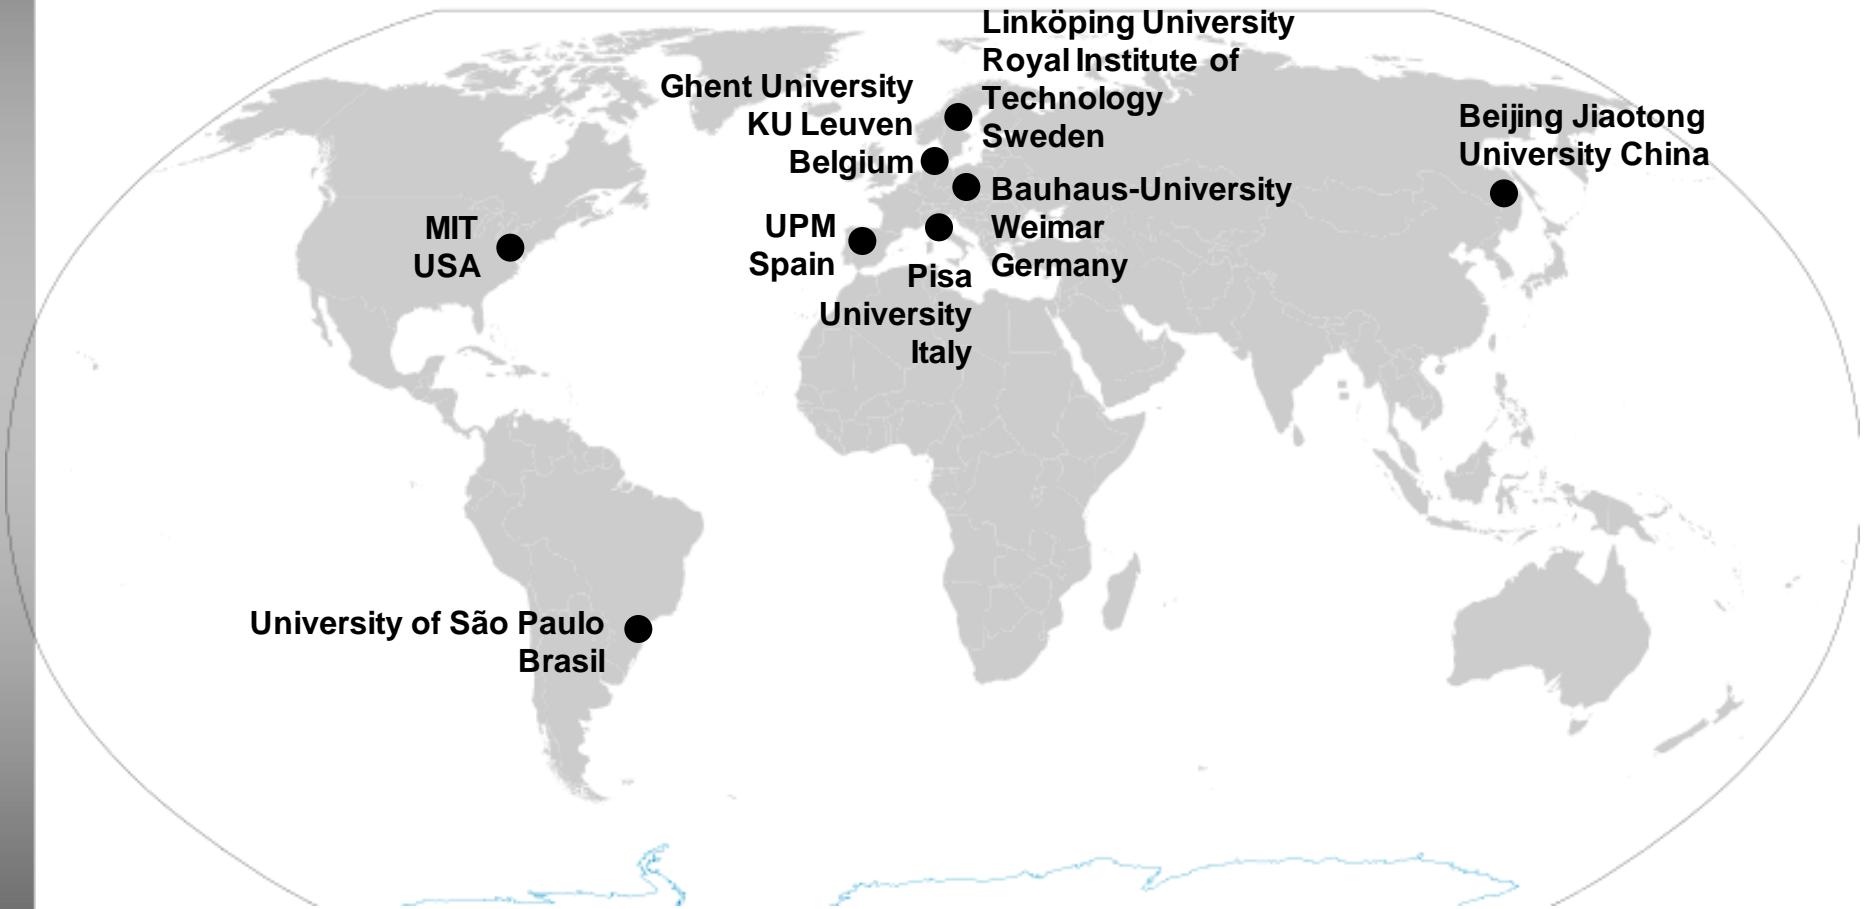 Linköping University
Royal Institute of
Technology
Sweden
Ghent University
KU Leuven
Belgium
Beijing Jiaotong
University China
Bauhaus-University
Weimar
Germany
MIT
USA
UPM
Spain
Pisa
University
Italy
University of São Paulo
Brasil